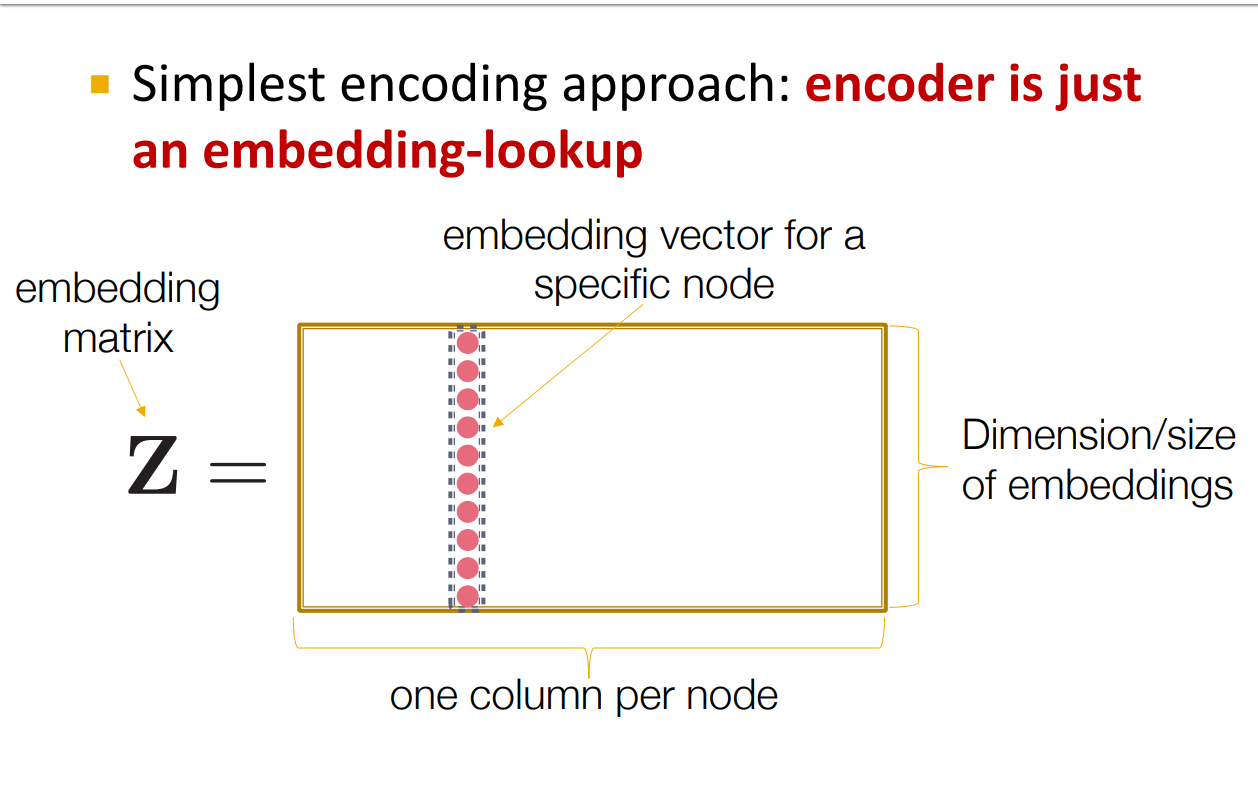 Simplest encoding approach: encoder is just
an embedding-lookup
embedding vector for a
specific node
embedding
matrix
Z =
Dimension/size
of embeddings
one column per node